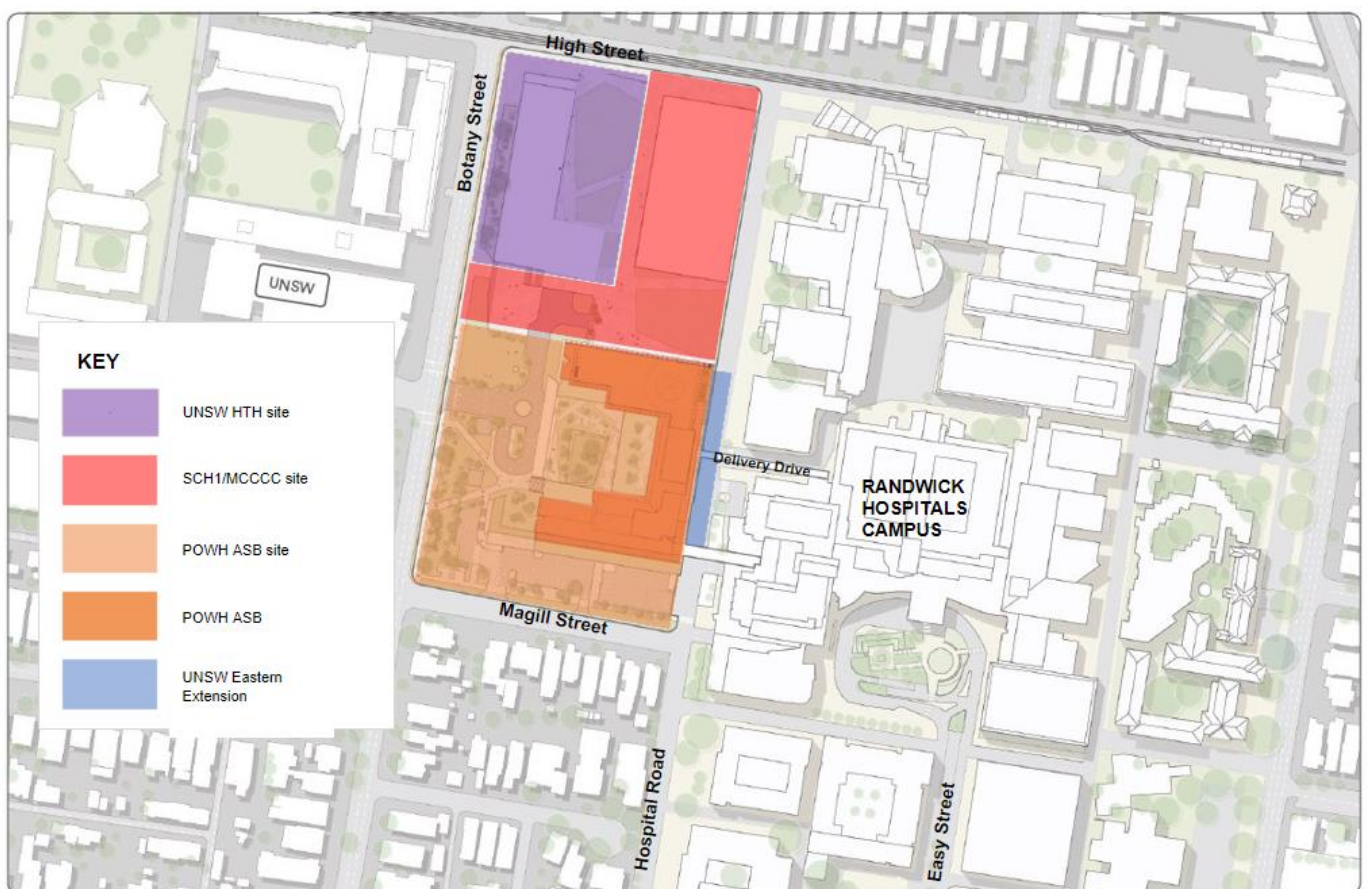 High Street
Botany Street
UNSW
KEY
UNSW HTH site
SCH1/MCCCC site
POWH ASB site
POWH ASB
UNSW Eastern
Extension
Delivery Drive
RANDWICK
HOSPITALS
CAMPUS
Magill Street
Hospital Road
Easy Street